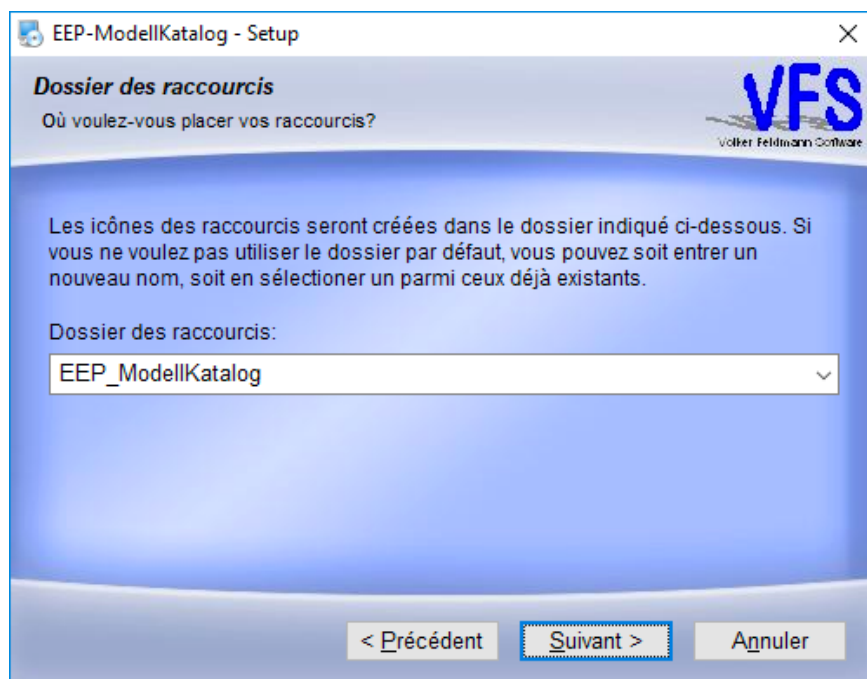 EEP-ModellKatalog - Setup
Dossier des raccourcis
Où voulez-vous placer vos raccourcis?
VFS
Volker Feldmann Software
Les icônes des raccourcis seront créées dans le dossier indiqué ci-dessous. Si
vous ne voulez pas utiliser le dossier par défaut, vous pouvez soit entrer un
nouveau nom, soit en sélectioner un parmi ceux déjà existants.
Dossier des raccourcis:
EEP_ModellKatalog
< Précédent
Suivant >
Annuler